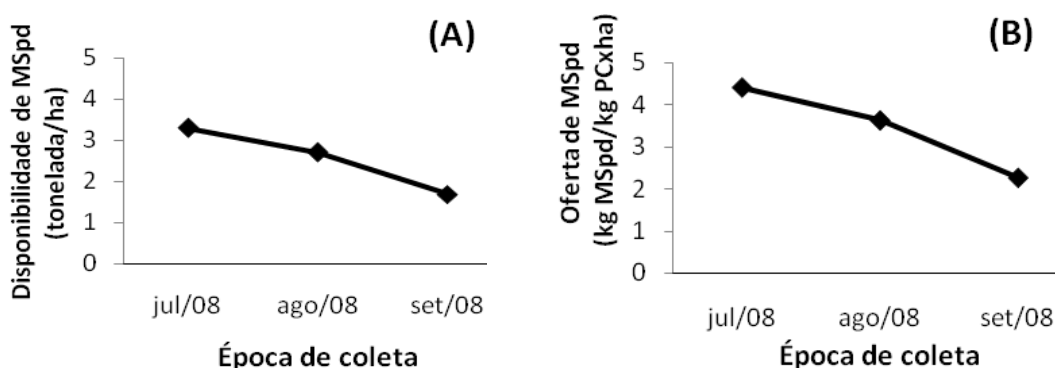 (A)
Disponibilidade de MSpd
(tonelada/ha)
5
4
3
2
1
0
jul/08 ago/08 set/08
Época de coleta
(B)
Oferta de MSpd
(kg MSpd/kg PCxha)
5
4
3
2
1
0
jul/08 ago/08 set/08
Época de coleta